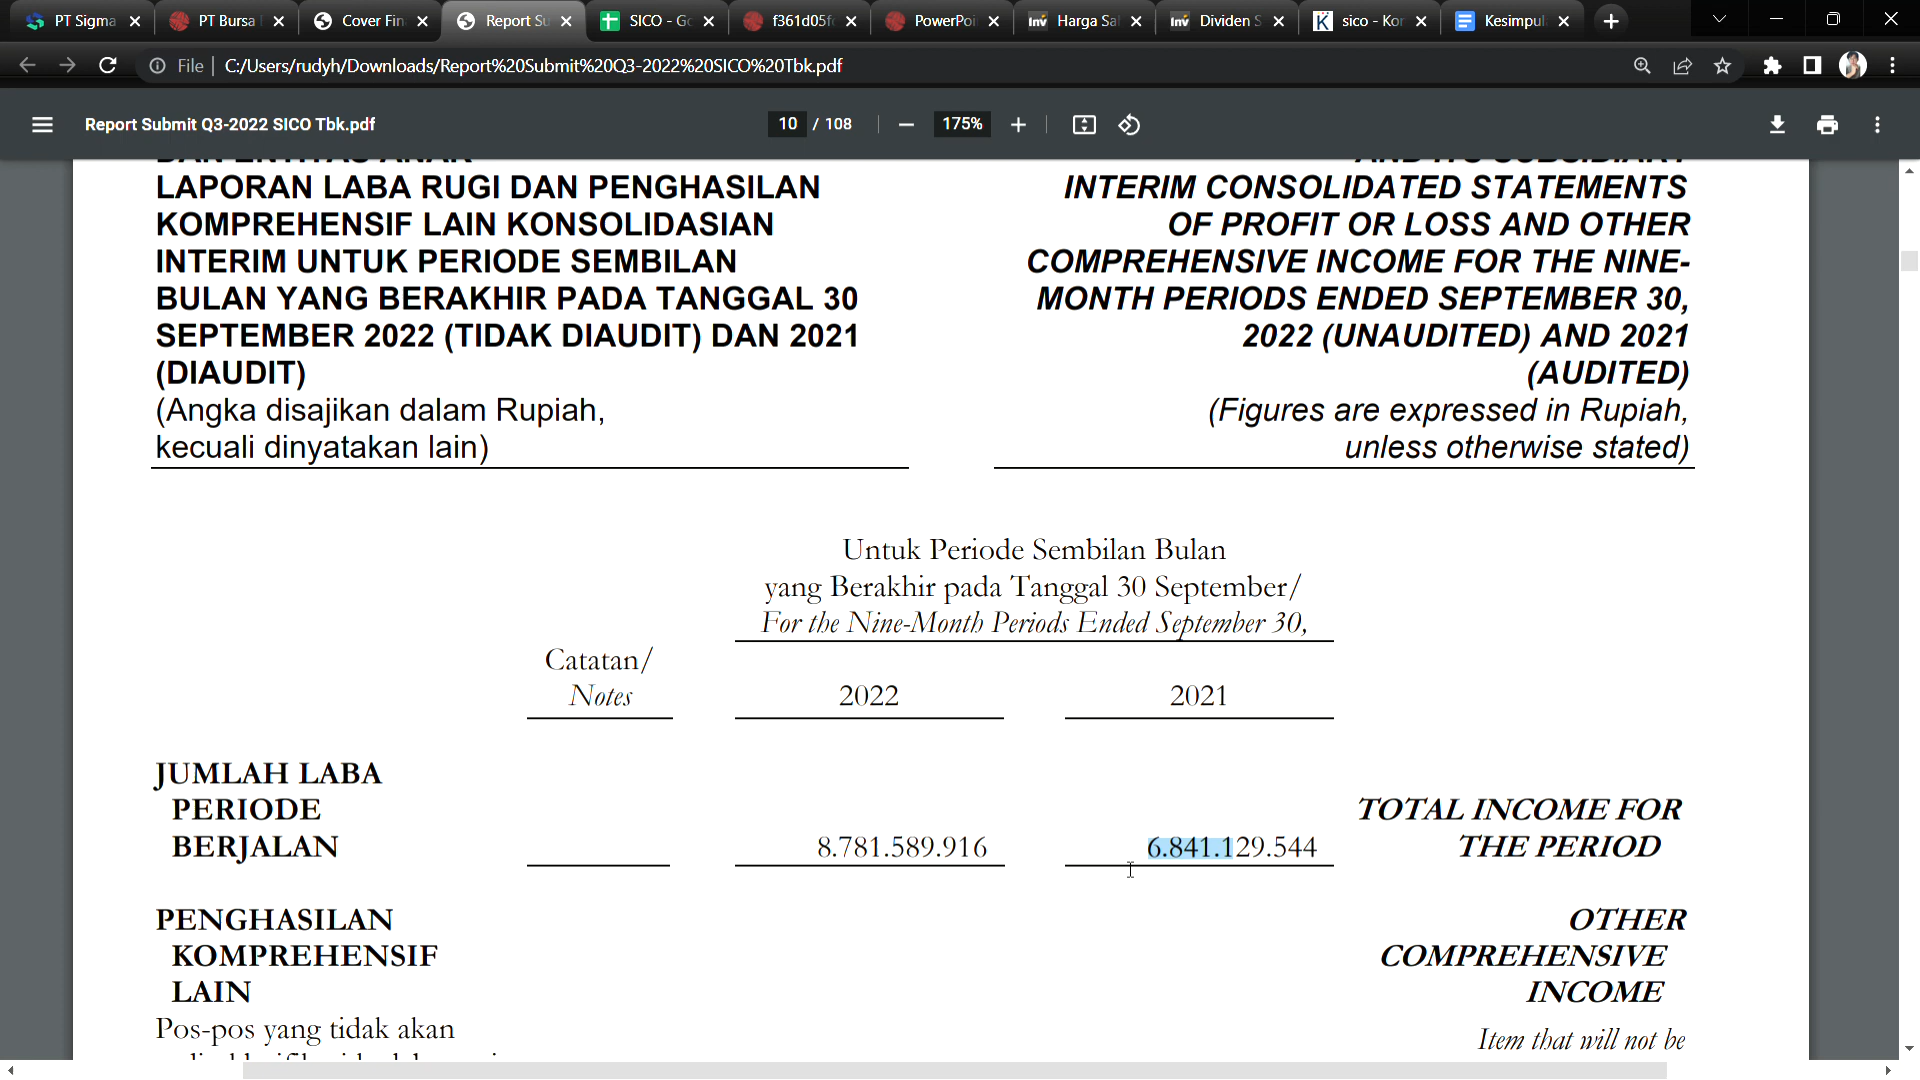 PT Sigma
PT Bursa
Cover Fin
Report Su
SICO - Go
f361d05f
PowerPoi
Harga Sa
Dividen S
sico - Kor
Kesimpul
File
C:/Users/rudyh/Downloads/Report%20Submit%20Q3-2022%20SICO%20Tbk.pdf
Report Submit Q3-2022 SICO Tbk.pdf
10 / 108
175%
DAN ENTITAS ANAK
AND ITS SUBSIDIARY
LAPORAN LABA RUGI DAN PENGHASILAN
KOMPREHENSIF LAIN KONSOLIDASIAN
INTERIM UNTUK PERIODE SEMBILAN
BULAN YANG BERAKHIR PADA TANGGAL 30
SEPTEMBER 2022 (TIDAK DIAUDIT) DAN 2021
(DIAUDIT)
(Angka disajikan dalam Rupiah,
kecuali dinyatakan lain)
INTERIM CONSOLIDATED STATEMENTS
OF PROFIT OR LOSS AND OTHER
COMPREHENSIVE INCOME FOR THE NINE-
MONTH PERIODS ENDED SEPTEMBER 30,
2022 (UNAUDITED) AND 2021
(AUDITED)
(Figures are expressed in Rupiah,
unless otherwise stated)
Untuk Periode Sembilan Bulan
yang Berakhir pada Tanggal 30 September/
For the Nine-Month Periods Ended September 30,
Catatan/
Notes
2022
2021
JUMLAH LABA
PERIODE
BERJALAN
8.781.589.916
6.841.129.544
TOTAL INCOME FOR
THE PERIOD
PENGHASILAN
KOMPREHENSIF
LAIN
OTHER
COMPREHENSIVE
INCOME
Pos-pos yang tidak akan
Item that will not be